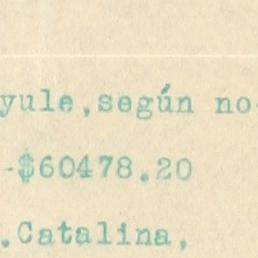 yule,según no
-$60478.20
.Catalina,